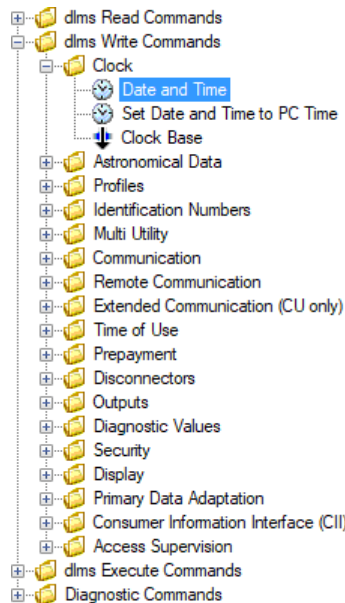 dlms Read Commands
dlms Write Commands
Clock
Date and Time
Set Date and Time to PC Time
Clock Base
Astronomical Data
Profiles
Identification Numbers
Multi Utility
Communication
Remote Communication
Extended Communication (CU only)
Time of Use
Prepayment
Disconnectors
Outputs
Diagnostic Values
Security
Display
Primary Data Adaptation
Consumer Information Interface (CII)
Access Supervision
dlms Execute Commands
Diagnostic Commands